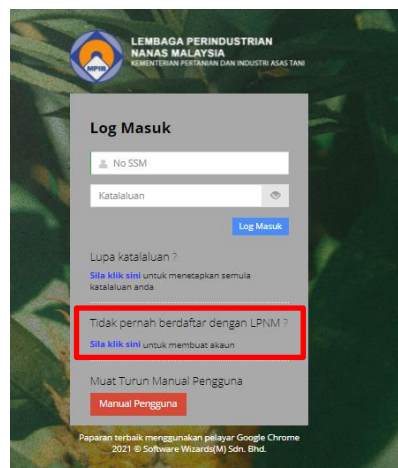 LEMBAGA PERINDUSTRIAN
NANAS MALAYSIA
KEMENTERIAN PERTANIAN DAN INDUSTRI ASAS TANI
MPIB
Log Masuk
No SSM
Katalaluan
Log Masuk
Lupa katalaluan ?
Sila klik sini untuk menetapkan semula
katalaluan anda
Tidak pernah berdaftar dengan LPNM ?
Sila klik sini untuk membuat akaun
Muat Turun Manual Pengguna
Manual Pengguna
Paparan terbaik menggunakan pelayar Google Chrome
2021 © Software Wizards(M) Sdn. Bhd.